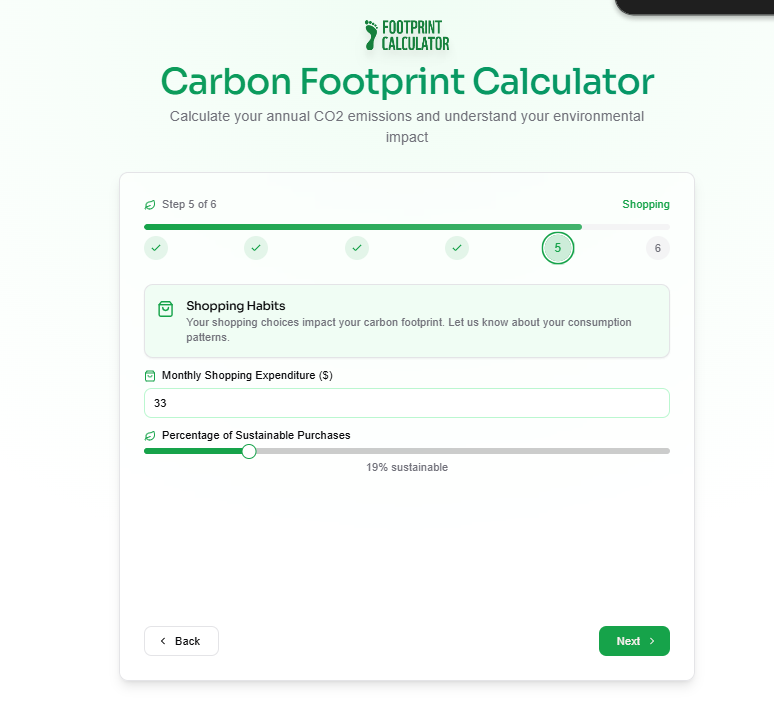 FOOTPRINT
CALCULATOR
Carbon Footprint Calculator
Calculate your annual CO2 emissions and understand your environmental
impact
Step 5 of 6
Shopping
5
6
Shopping Habits
Your shopping choices impact your carbon footprint. Let us know about your consumption
patterns.
Monthly Shopping Expenditure ($)
33
Percentage of Sustainable Purchases
19% sustainable
Back
Next